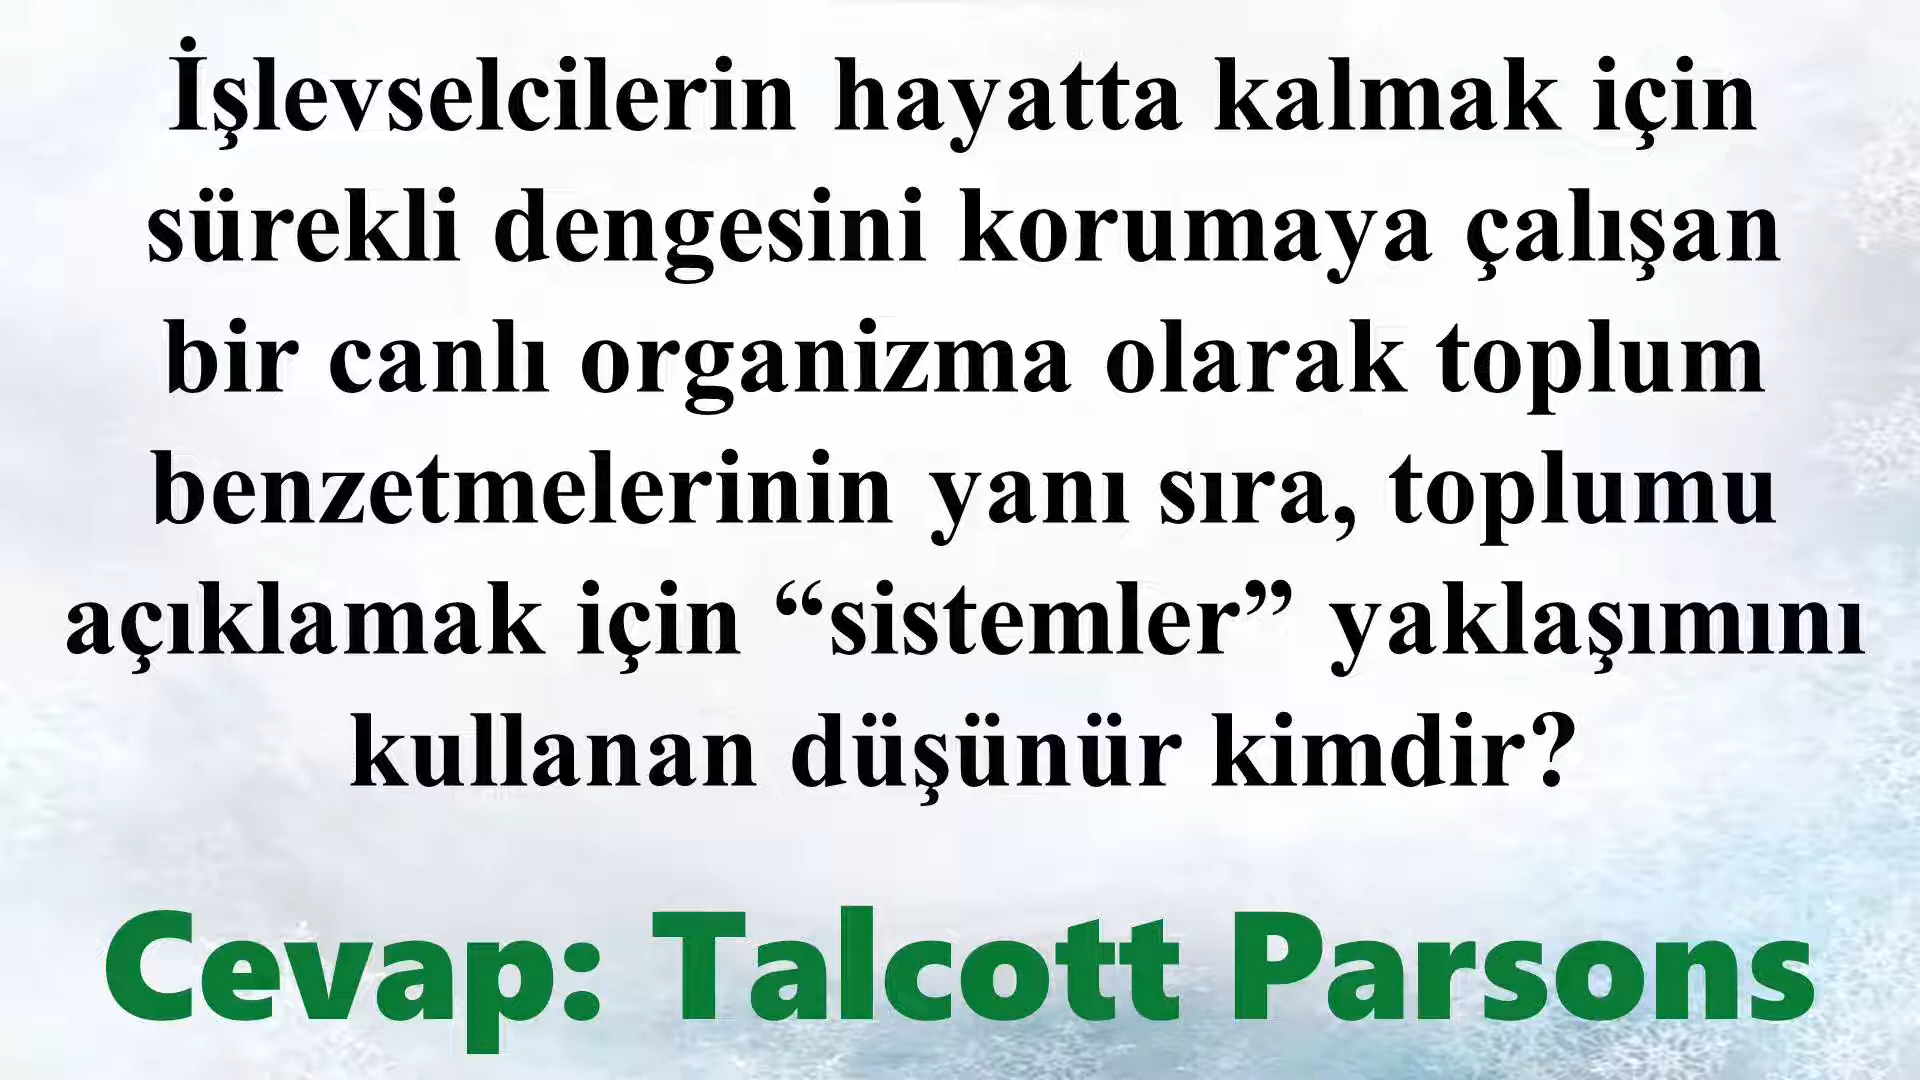 İşlevselcilerin hayatta kalmak için
sürekli dengesini korumaya çalışan
bir canlı organizma olarak toplum
benzetmelerinin yanı sıra, toplumu
açıklamak için “sistemler” yaklaşımını
kullanan düşünür kimdir?
Cevap: Talcott Parsons